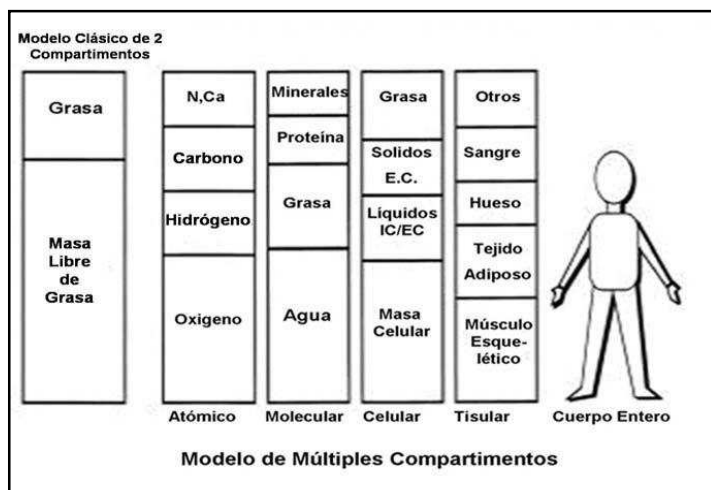 Modelo Clásico de 2
Compartimentos
Grasa
Masa
Libre
de
Grasa
N,Ca
Carbono
Hidrógeno
Oxigeno
Atómico
Minerales
Proteína
Grasa
Agua
Molecular
Grasa
Solidos
E.C.
Líquidos
IC/EC
Masa
Celular
Celular
Otros
Sangre
Hueso
Tejido
Adiposo
Músculo
Esque-
lético
Tisular
Cuerpo Entero
Modelo de Múltiples Compartimentos